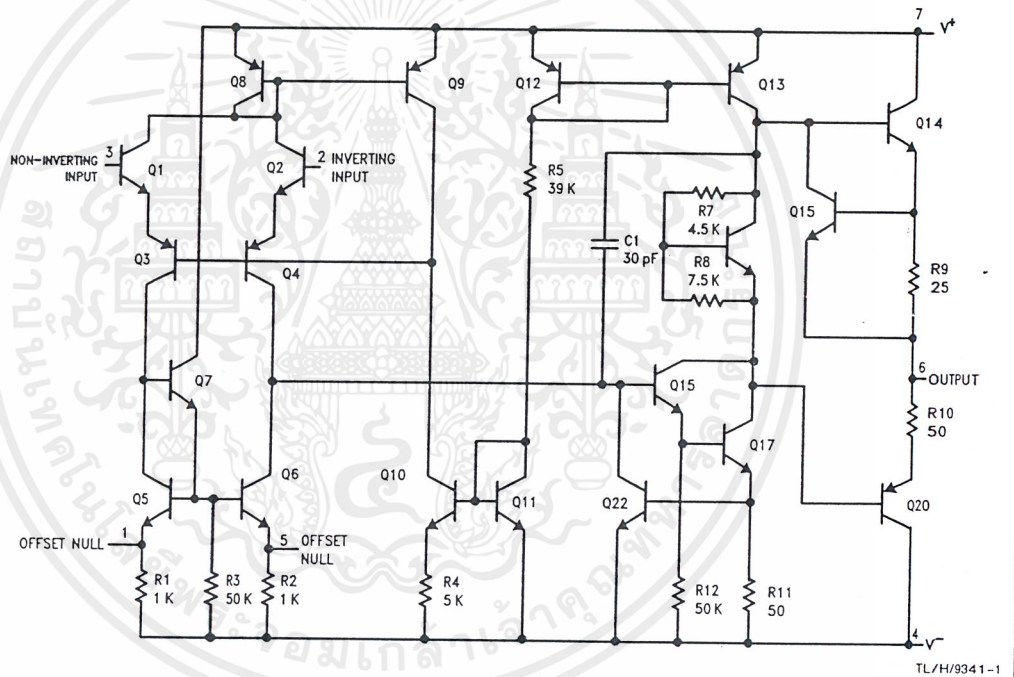 7
V+
Q8
Q9
Q12
Q13
Q14
NON-INVERTING
INPUT
3
Q1
Q2
2 INVERTING
INPUT
R5
39 K
Q15
R7
4.5 K
C1
30 pF
R8
7.5 K
R9
25
Q3
Q4
6
OUTPUT
Q7
Q15
R10
50
Q17
Q5
Q6
Q10
Q11
Q22
Q20
OFFSET NULL
1
5 OFFSET
NULL
R1
1 K
R3
50 K
R2
1 K
R4
5 K
R12
50 K
R11
50
4
V-
TL/H/9341-1